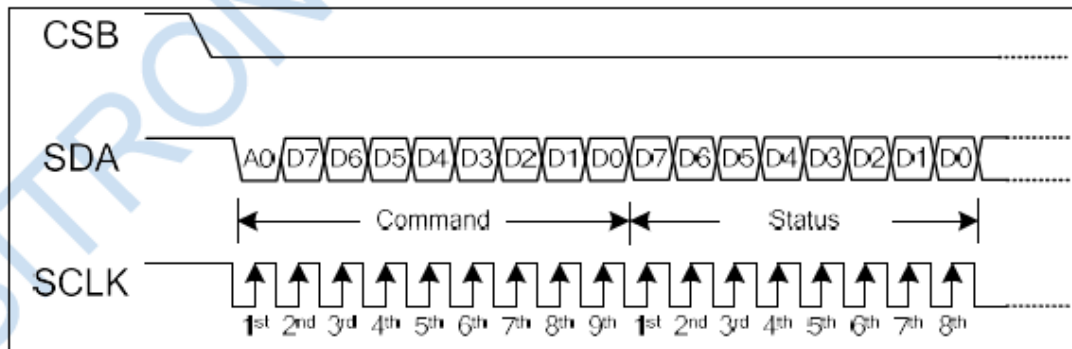 CSB
SDA A0 D7 D6 D5 D4 D3 D2 D1 D0 D7 D6 D5 D4 D3 D2 D1 D0
Command Status
SCLK
1st 2nd 3rd 4th 5th 6th 7th 8th 9th 1st 2nd 3rd 4th 5th 6th 7th 8th